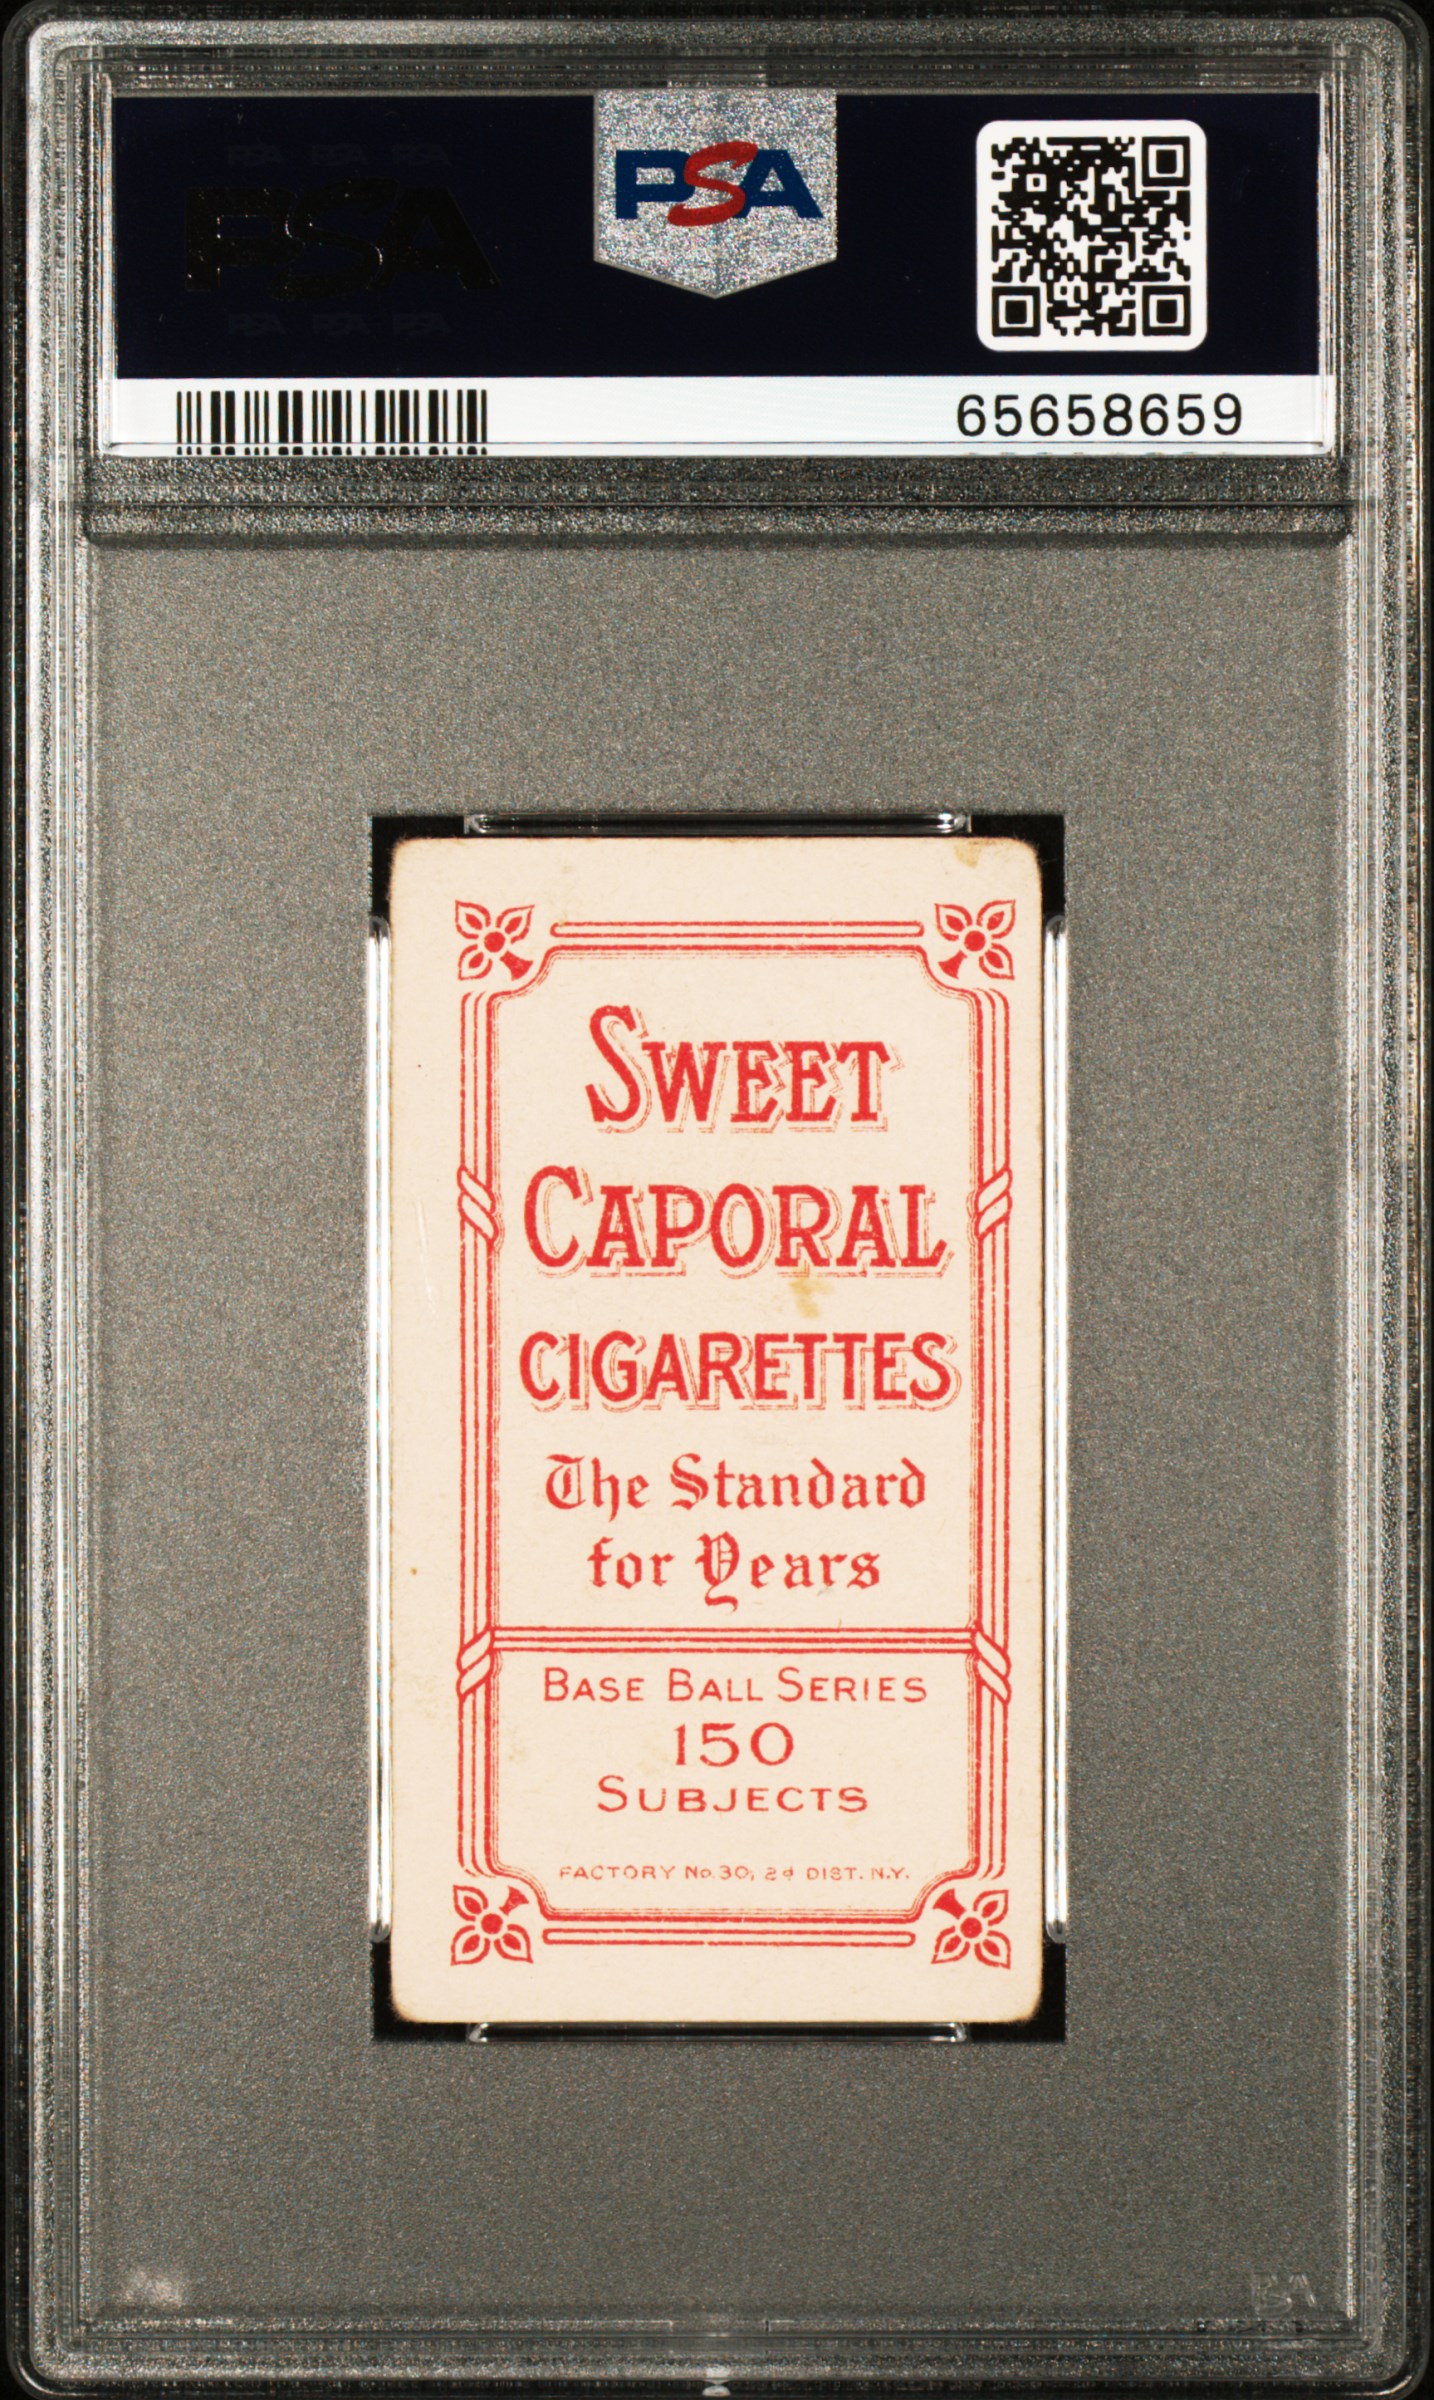 PSA
PSA
65658659
SWEET
CAPORAL
CIGARETTES
The Standard
for Years
BASE BALL SERIES
150
SUBJECTS
FACTORY No. 30, 2d DIST. N.Y.